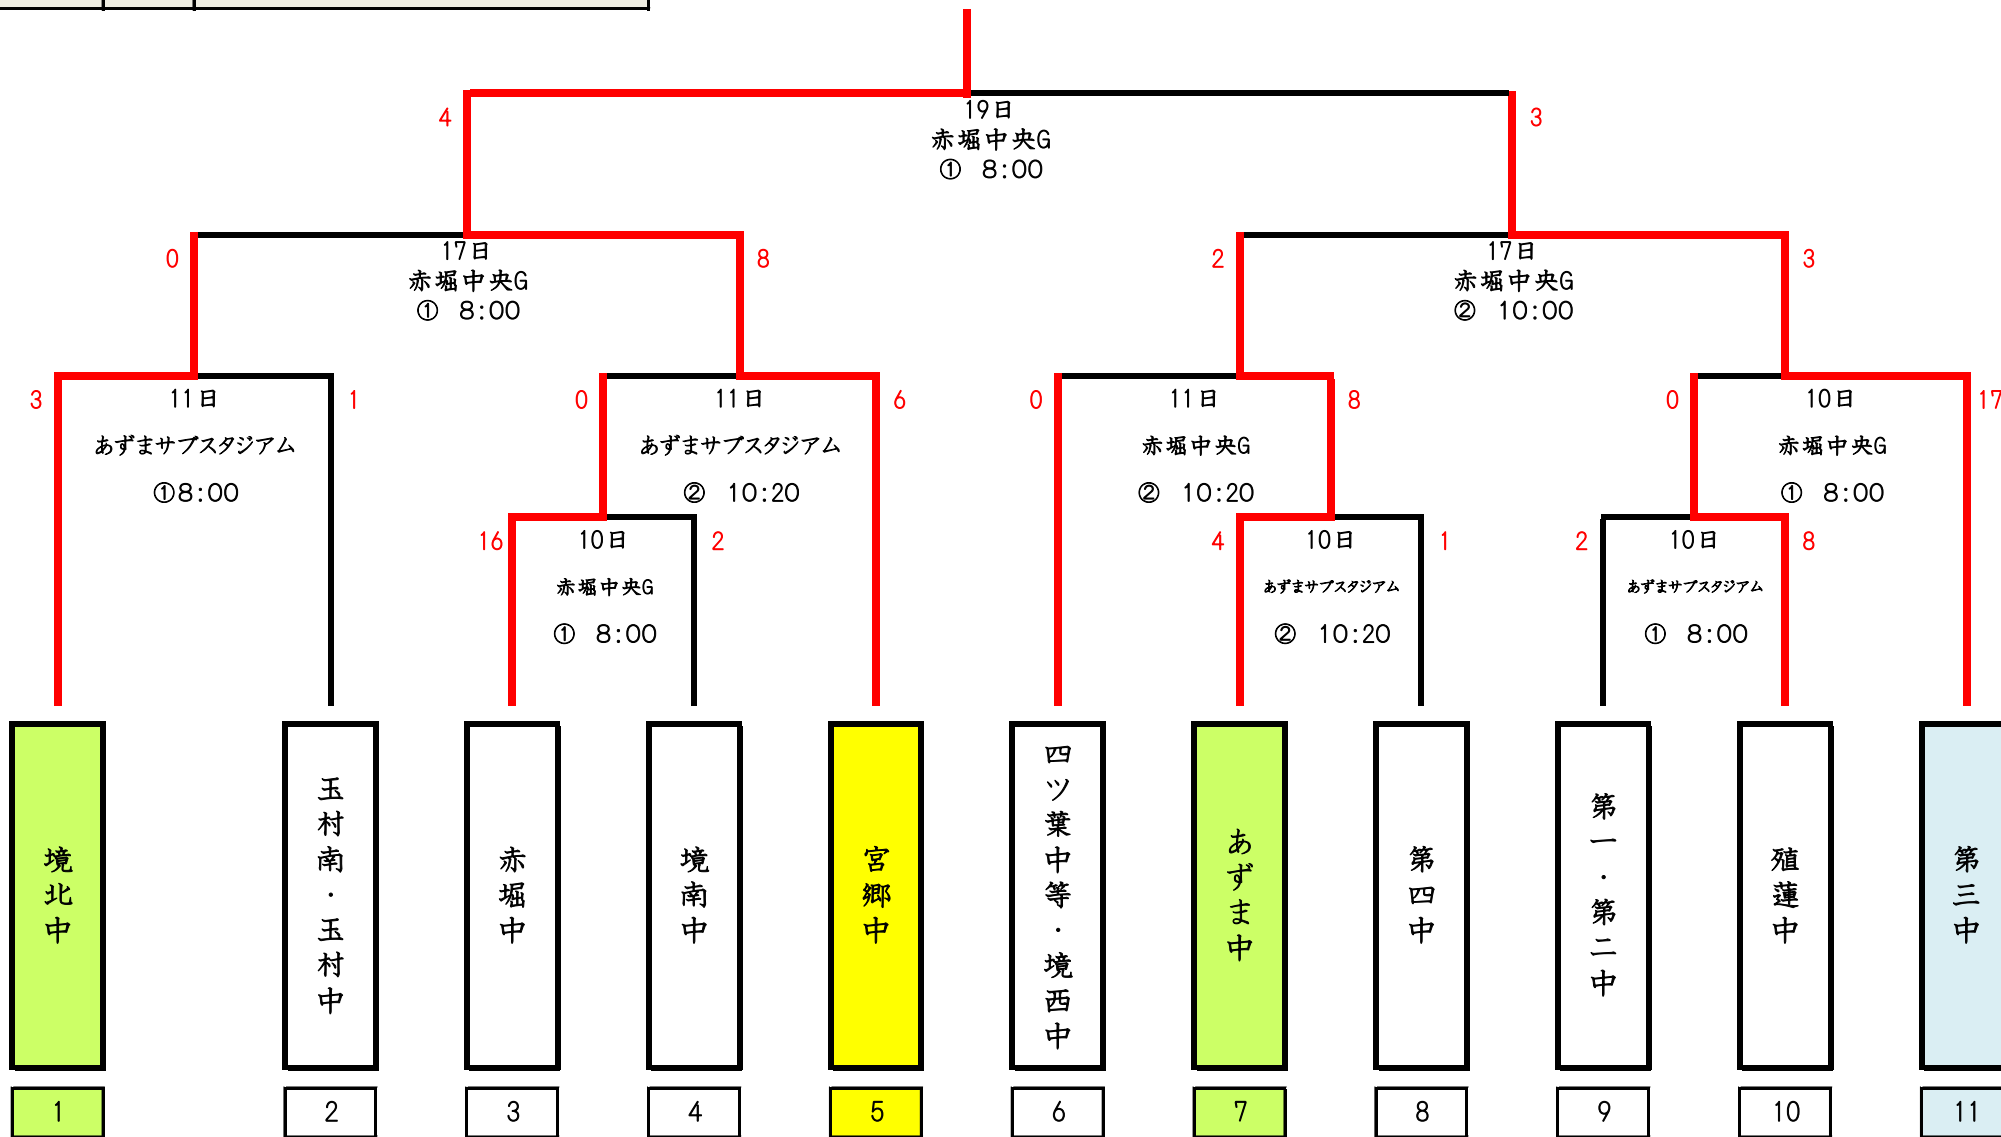 4
19日
3
赤堀中央G
① 8:00
0
17日
8
2
17日
3
赤堀中央G
赤堀中央G
① 8:00
② 10:00
3
11日
1
0
11日
6
0
11日
8
0
10日
17
あずまサブスタジアム
あずまサブスタジアム
赤堀中央G
赤堀中央G
①8:00
② 10:20
② 10:20
① 8:00
16
10日
2
4
10日
1
2
10日
8
赤堀中央G
あずまサブスタジアム
あずまサブスタジアム
① 8:00
② 10:20
① 8:00
境北中
玉村南・玉村中
赤堀中
境南中
宮郷中
四ツ葉中等・境西中
あずま中
第四中
第一・第二中
殖蓮中
第三中
1
2
3
4
5
6
7
8
9
10
11